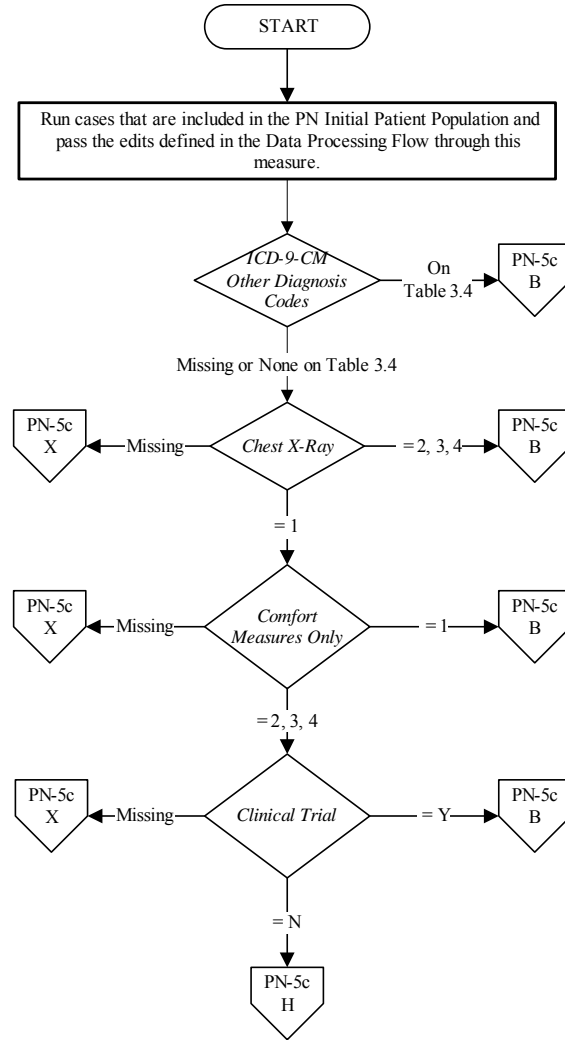 START
Run cases that are included in the PN Initial Patient Population and
pass the edits defined in the Data Processing Flow through this
measure.
ICD-9-CM
Other Diagnosis
Codes
On
Table 3.4
PN-5c
B
Missing or None on Table 3.4
PN-5c
X
Missing
Chest X-Ray
= 2, 3, 4
PN-5c
B
= 1
PN-5c
X
Missing
Comfort
Measures Only
= 1
PN-5c
B
= 2, 3, 4
PN-5c
X
Missing
Clinical Trial
= Y
PN-5c
B
= N
PN-5c
H